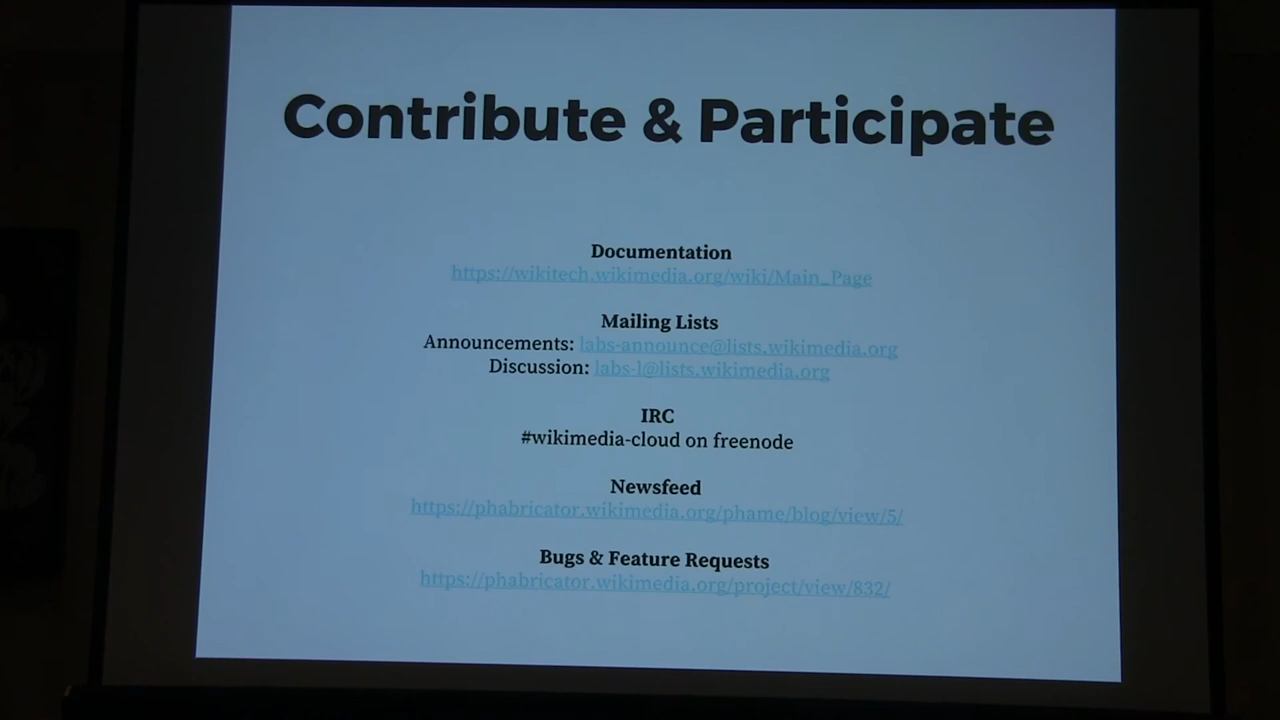 Contribute & Participate
Documentation
https://wikitech.wikimedia.org/wiki/Main_Page
Mailing Lists
Announcements: labs-announce@lists.wikimedia.org
Discussion: labs-l@lists.wikimedia.org
IRC
#wikimedia-cloud on freenode
Newsfeed
https://phabricator.wikimedia.org/phame/blog/view/5/
Bugs & Feature Requests
https://phabricator.wikimedia.org/project/view/832/